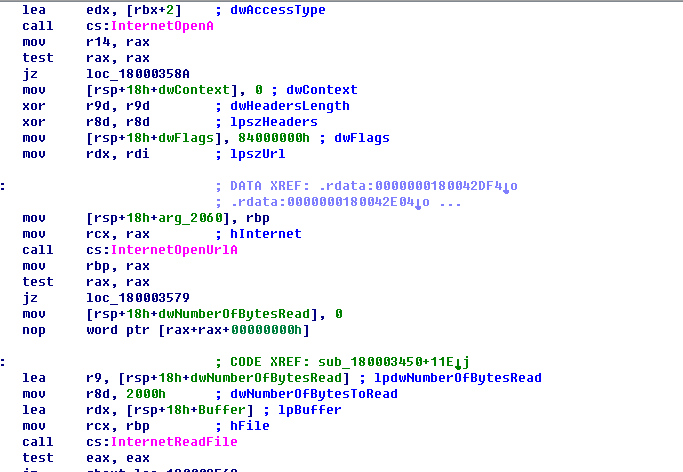 lea edx, [rbx+2] ; dwAccessType
call cs:InternetOpenA
mov r14, rax
test rax, rax
jz loc_18000358A
mov [rsp+18h+dwContext], 0 ; dwContext
xor r9d, r9d ; dwHeadersLength
xor r8d, r8d ; lpszHeaders
mov [rsp+18h+dwFlags], 84000000h ; dwFlags
mov rdx, rdi ; lpszUrl
: ; DATA XREF: .rdata:0000000180042DF4↓o
; .rdata:0000000180042E04↓o ...
mov [rsp+18h+arg_2060], rbp
mov rcx, rax ; hInternet
call cs:InternetOpenUrlA
mov rbp, rax
test rax, rax
jz loc_180003579
mov [rsp+18h+dwNumberOfBytesRead], 0
nop word ptr [rax+rax+00000000h]
: ; CODE XREF: sub_180003450+11E↓j
lea r9, [rsp+18h+dwNumberOfBytesRead] ; lpdwNumberOfBytesRead
mov r8d, 2000h ; dwNumberOfBytesToRead
lea rdx, [rsp+18h+Buffer] ; lpBuffer
mov rcx, rbp ; hFile
call cs:InternetReadFile
test eax, eax